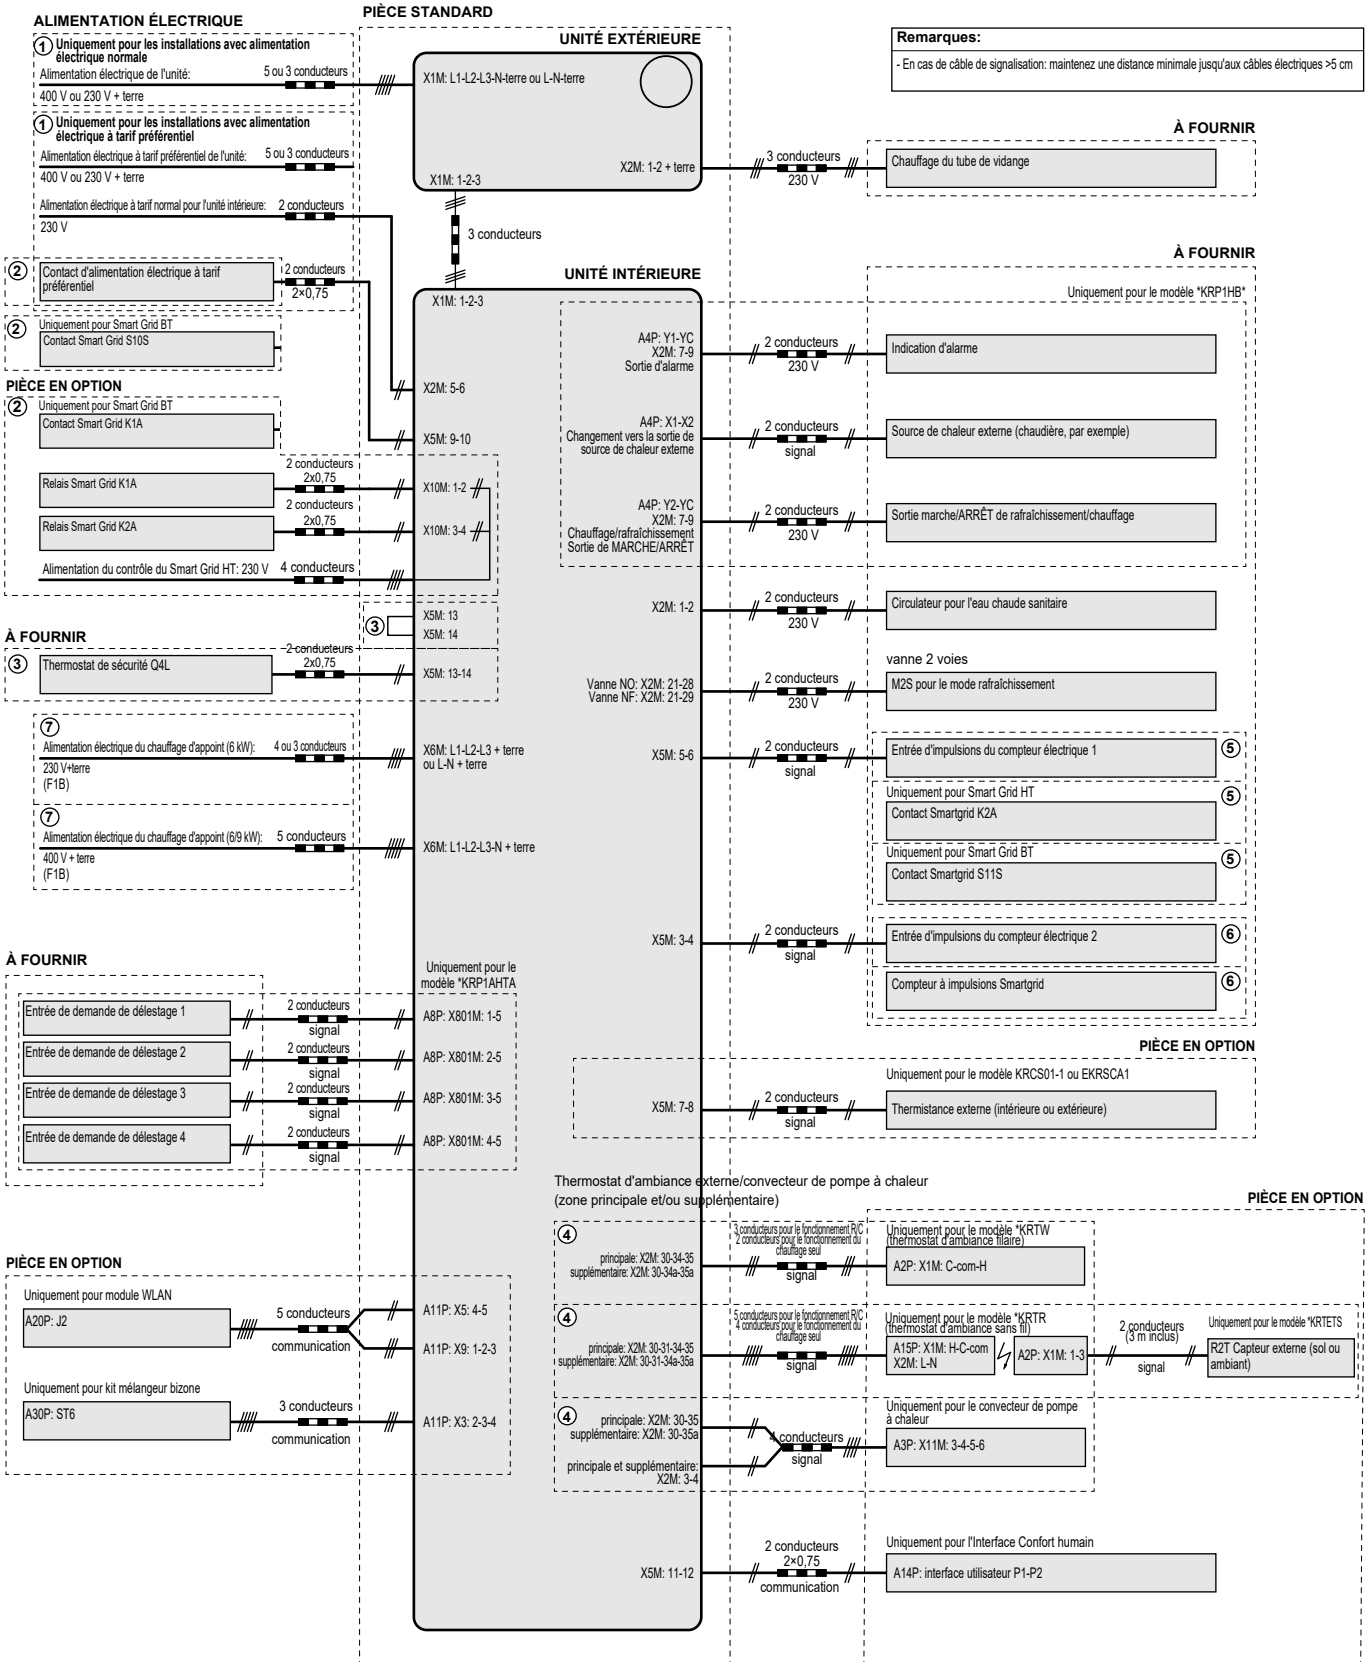 ALIMENTATION ÉLECTRIQUE
① Uniquement pour les installations avec alimentation
électrique normale
Alimentation électrique de l'unité: 5 ou 3 conducteurs
400 V ou 230 V + terre
① Uniquement pour les installations avec alimentation
électrique à tarif préférentiel
Alimentation électrique à tarif préférentiel de l'unité: 5 ou 3 conducteurs
400 V ou 230 V + terre
Alimentation électrique à tarif normal pour l'unité intérieure: 2 conducteurs
230 V
② Contact d'alimentation électrique à tarif
préférentiel
2 conducteurs
2×0,75
② Uniquement pour Smart Grid BT
Contact Smart Grid S10S
PIÈCE EN OPTION
② Uniquement pour Smart Grid BT
Contact Smart Grid K1A
2 conducteurs
2x0,75
Relais Smart Grid K1A
2 conducteurs
2x0,75
Relais Smart Grid K2A
Alimentation du contrôle du Smart Grid HT: 230 V 4 conducteurs
À FOURNIR
③ Thermostat de sécurité Q4L
2 conducteurs
2x0,75
⑦
Alimentation électrique du chauffage d'appoint (6 kW): 4 ou 3 conducteurs
230 V+terre
(F1B)
⑦
Alimentation électrique du chauffage d'appoint (6/9 kW): 5 conducteurs
400 V + terre
(F1B)
À FOURNIR
Entrée de demande de délestage 1
2 conducteurs
signal
Entrée de demande de délestage 2
2 conducteurs
signal
Entrée de demande de délestage 3
2 conducteurs
signal
Entrée de demande de délestage 4
2 conducteurs
signal
PIÈCE EN OPTION
Uniquement pour module WLAN
A20P: J2
5 conducteurs
communication
Uniquement pour kit mélangeur bizone
A30P: ST6
3 conducteurs
communication
PIÈCE STANDARD
UNITÉ EXTÉRIEURE
X1M: L1-L2-L3-N-terre ou L-N-terre
X2M: 1-2 + terre
X1M: 1-2-3
3 conducteurs
UNITÉ INTÉRIEURE
X1M: 1-2-3
X2M: 5-6
X5M: 9-10
X10M: 1-2
X10M: 3-4
③
X5M: 13
X5M: 14
X5M: 13-14
X6M: L1-L2-L3 + terre
ou L-N + terre
X6M: L1-L2-L3-N + terre
Uniquement pour le
modèle *KRP1AHTA
A8P: X801M: 1-5
A8P: X801M: 2-5
A8P: X801M: 3-5
A8P: X801M: 4-5
A11P: X5: 4-5
A11P: X9: 1-2-3
A11P: X3: 2-3-4
A4P: Y1-YC
X2M: 7-9
Sortie d'alarme
A4P: X1-X2
Changement vers la sortie de
source de chaleur externe
A4P: Y2-YC
X2M: 7-9
Chauffage/rafraîchissement
Sortie de MARCHE/ARRÊT
X2M: 1-2
Vanne NO: X2M: 21-28
Vanne NF: X2M: 21-29
X5M: 5-6
X5M: 3-4
X5M: 7-8
Remarques:
- En cas de câble de signalisation: maintenez une distance minimale jusqu'aux câbles électriques >5 cm
À FOURNIR
3 conducteurs
230 V
Chauffage du tube de vidange
À FOURNIR
Uniquement pour le modèle *KRP1HB*
2 conducteurs
230 V
Indication d'alarme
2 conducteurs
signal
Source de chaleur externe (chaudière, par exemple)
2 conducteurs
230 V
Sortie marche/ARRÊT de rafraîchissement/chauffage
2 conducteurs
230 V
Circulateur pour l'eau chaude sanitaire
vanne 2 voies
2 conducteurs
230 V
M2S pour le mode rafraîchissement
2 conducteurs
signal
Entrée d'impulsions du compteur électrique 1 ⑤
Uniquement pour Smart Grid HT
Contact Smartgrid K2A ⑤
Uniquement pour Smart Grid BT
Contact Smartgrid S11S ⑤
2 conducteurs
signal
Entrée d'impulsions du compteur électrique 2 ⑥
Compteur à impulsions Smartgrid ⑥
PIÈCE EN OPTION
Uniquement pour le modèle KRCS01-1 ou EKRSCA1
2 conducteurs
signal
Thermistance externe (intérieure ou extérieure)
Thermostat d'ambiance externe/convecteur de pompe à chaleur
(zone principale et/ou supplémentaire)
PIÈCE EN OPTION
④
principale: X2M: 30-34-35
supplémentaire: X2M: 30-34a-35a
3 conducteurs pour le fonctionnement R/C
2 conducteurs pour le fonctionnement du
chauffage seul
signal
Uniquement pour le modèle *KRTW
(thermostat d'ambiance filaire)
A2P: X1M: C-com-H
④
principale: X2M: 30-31-34-35
supplémentaire: X2M: 30-31-34a-35a
5 conducteurs pour le fonctionnement R/C
4 conducteurs pour le fonctionnement du
chauffage seul
signal
Uniquement pour le modèle *KRTR
(thermostat d'ambiance sans fil)
A15P: X1M: H-C-com
X2M: L-N
A2P: X1M: 1-3
2 conducteurs
(3 m inclus)
signal
Uniquement pour le modèle *KRTETS
R2T Capteur externe (sol ou
ambiant)
④
principale: X2M: 30-35
supplémentaire: X2M: 30-35a
principale et supplémentaire:
X2M: 3-4
4 conducteurs
signal
Uniquement pour le convecteur de pompe
à chaleur
A3P: X11M: 3-4-5-6
X5M: 11-12
2 conducteurs
2×0,75
communication
Uniquement pour l'Interface Confort humain
A14P: interface utilisateur P1-P2